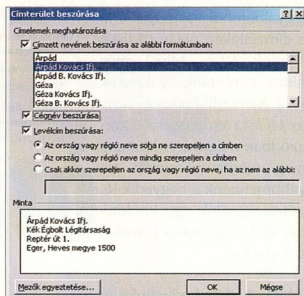 Címterület beszúrása
Címelemek meghatározása
Címzett nevének beszúrása az alábbi formátumban:
Árpád
Árpád Kovács Ifj.
Árpád B. Kovács Ifj.
Géza
Géza Kovács Ifj.
Géza B. Kovács Ifj.
Cégnév beszúrása
Levélcím beszúrása:
Az ország vagy régió neve soha ne szerepeljen a címben
Az ország vagy régió neve mindig szerepeljen a címben
Csak akkor szerepeljen az ország vagy régió neve, ha az nem az alábbi:
Minta
Árpád Kovács Ifj.
Kék Égbolt Légitársaság
Reptér út 1.
Eger, Heves megye 1500
Mezők egyeztetése...
OK
Mégse